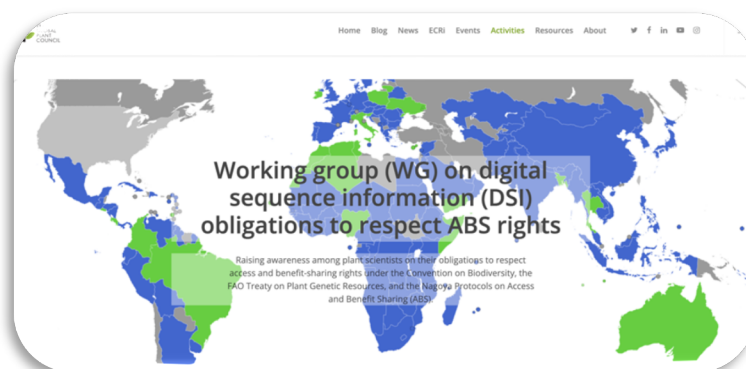 PLANT
COUNCIL
Home Blog News ECRi Events Activities Resources About
Working group (WG) on digital
sequence information (DSI)
obligations to respect ABS rights
Raising awareness among plant scientists on their obligations to respect
access and benefit-sharing rights under the Convention on Biodiversity, the
FAO Treaty on Plant Genetic Resources, and the Nagoya Protocols on Access
and Benefit Sharing (ABS)